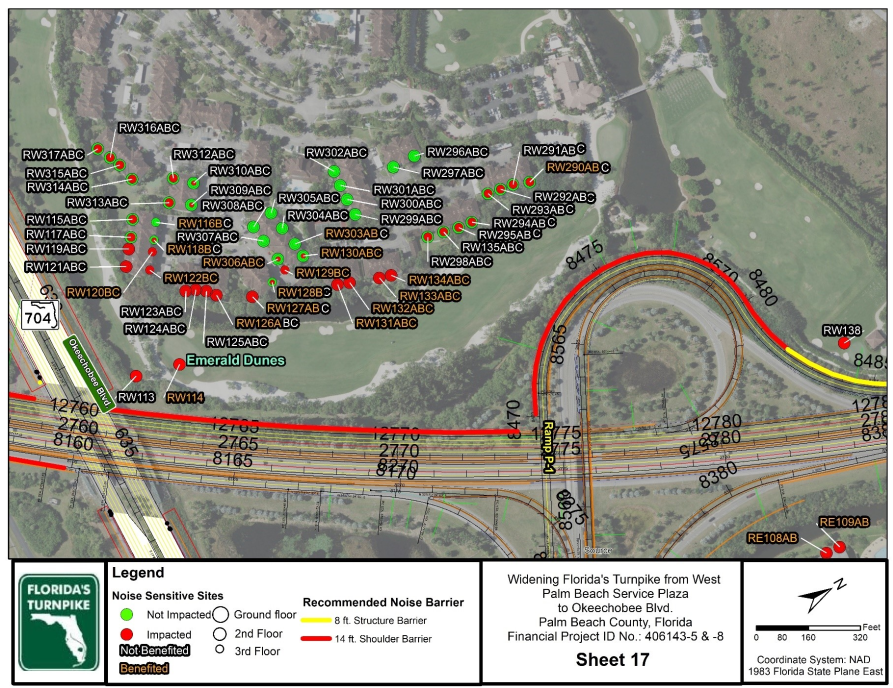 RW316ABC
RW317ABC
RW315ABC
RW314ABC
RW313ABC
RW115ABC
RW117ABC
RW119ABC
RW121ABC
RW120BC
RW312ABC
RW310ABC
RW309ABC
RW308ABC
RW116BC
RW307ABC
RW118BC
RW306ABC
RW122BC
RW123ABC
RW124ABC
RW125ABC
RW126ABC
RW127ABC
RW128BC
RW129BC
RW130ABC
RW303ABC
RW304ABC
RW305ABC
RW302ABC
RW301ABC
RW300ABC
RW299ABC
RW296ABC
RW297ABC
RW291ABC
RW290ABC
RW292ABC
RW293ABC
RW294ABC
RW295ABC
RW135ABC
RW298ABC
RW134ABC
RW133ABC
RW132ABC
RW131ABC
704
Okeechobee Blvd
Emerald Dunes
RW113
RW114
RW138
8475
8570
8480
8485
8565
8470
12760
2760
8160
635
12765
2765
8165
12770
2770
8270
8170
12775
12780
2780
8380
Ramp P-1
8560
8275
Source
RE109AB
RE108AB
FLORIDA'S
TURNPIKE
Legend
Noise Sensitive Sites
Not Impacted
Impacted
Not Benefited
Benefited
Ground floor
2nd Floor
3rd Floor
Recommended Noise Barrier
8 ft. Structure Barrier
14 ft. Shoulder Barrier
Widening Florida's Turnpike from West
Palm Beach Service Plaza
to Okeechobee Blvd.
Palm Beach County, Florida
Financial Project ID No.: 406143-5 & -8
Sheet 17
N
Feet
0 80 160 320
Coordinate System: NAD
1983 Florida State Plane East